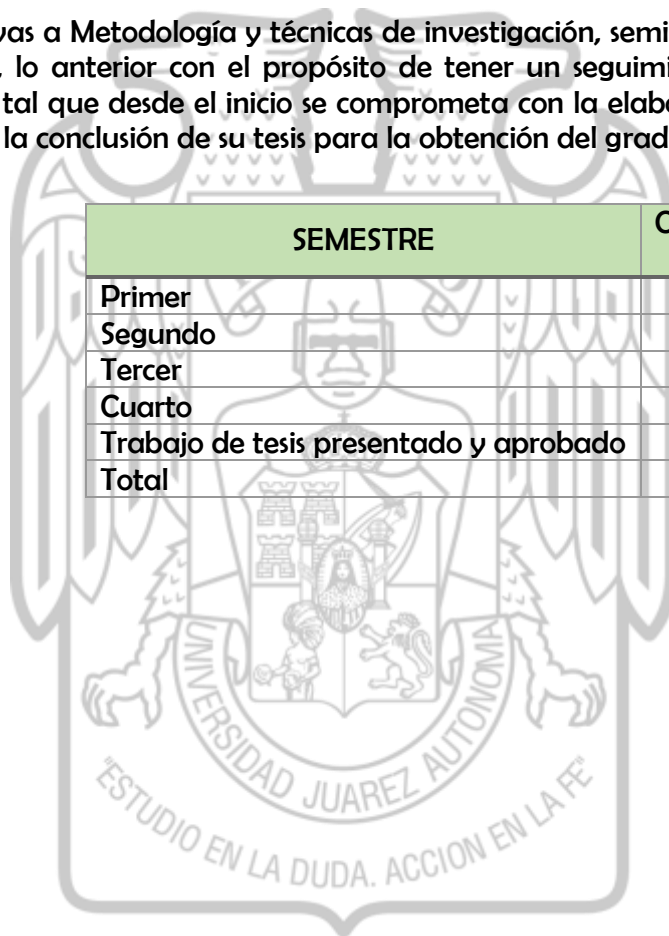 vas a Metodología y técnicas de investigación, semi
, lo anterior con el propósito de tener un seguimi
tal que desde el inicio se comprometa con la elab
la conclusión de su tesis para la obtención del grad
SEMESTRE
Primer
Segundo
Tercer
Cuarto
Trabajo de tesis presentado y aprobado
Total
UNIVERSIDAD JUAREZ AUTONOMA
"ESTUDIO EN LA DUDA. ACCION EN LA FE"